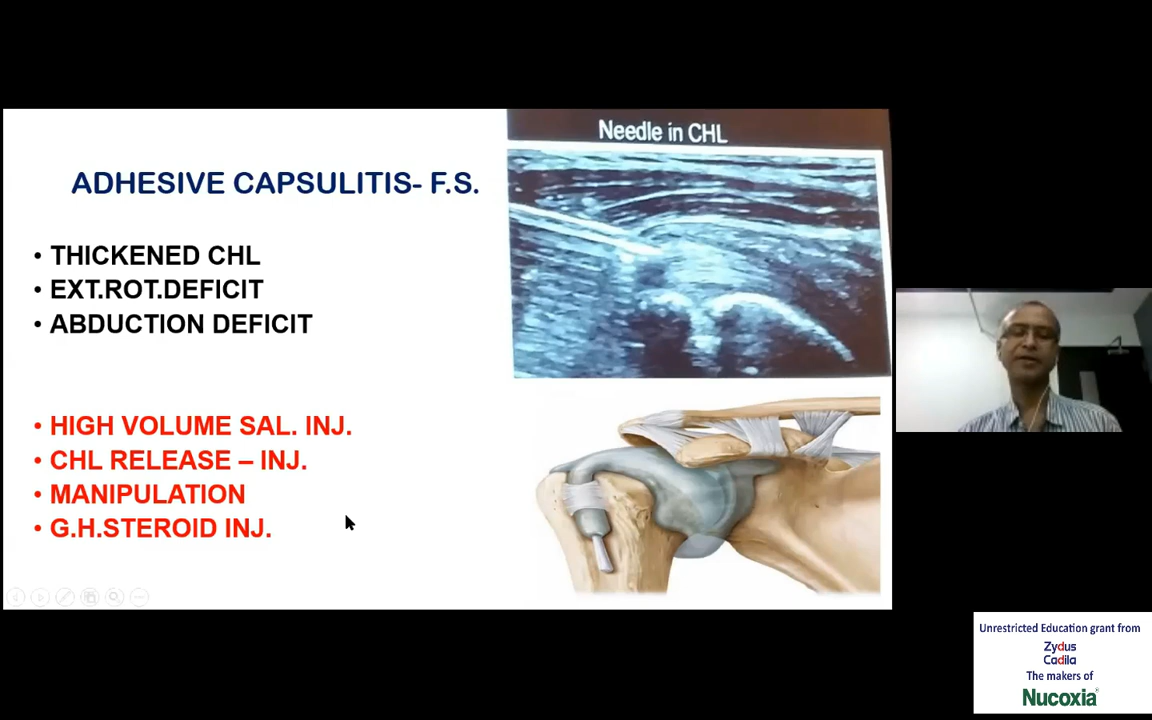 Needle in CHL
ADHESIVE CAPSULITIS- F.S.
• THICKENED CHL
• EXT.ROT.DEFICIT
• ABDUCTION DEFICIT
• HIGH VOLUME SAL. INJ.
• CHL RELEASE – INJ.
• MANIPULATION
• G.H.STEROID INJ.
Unrestricted Education grant from
Zydus
Cadila
The makers of
Nucoxia